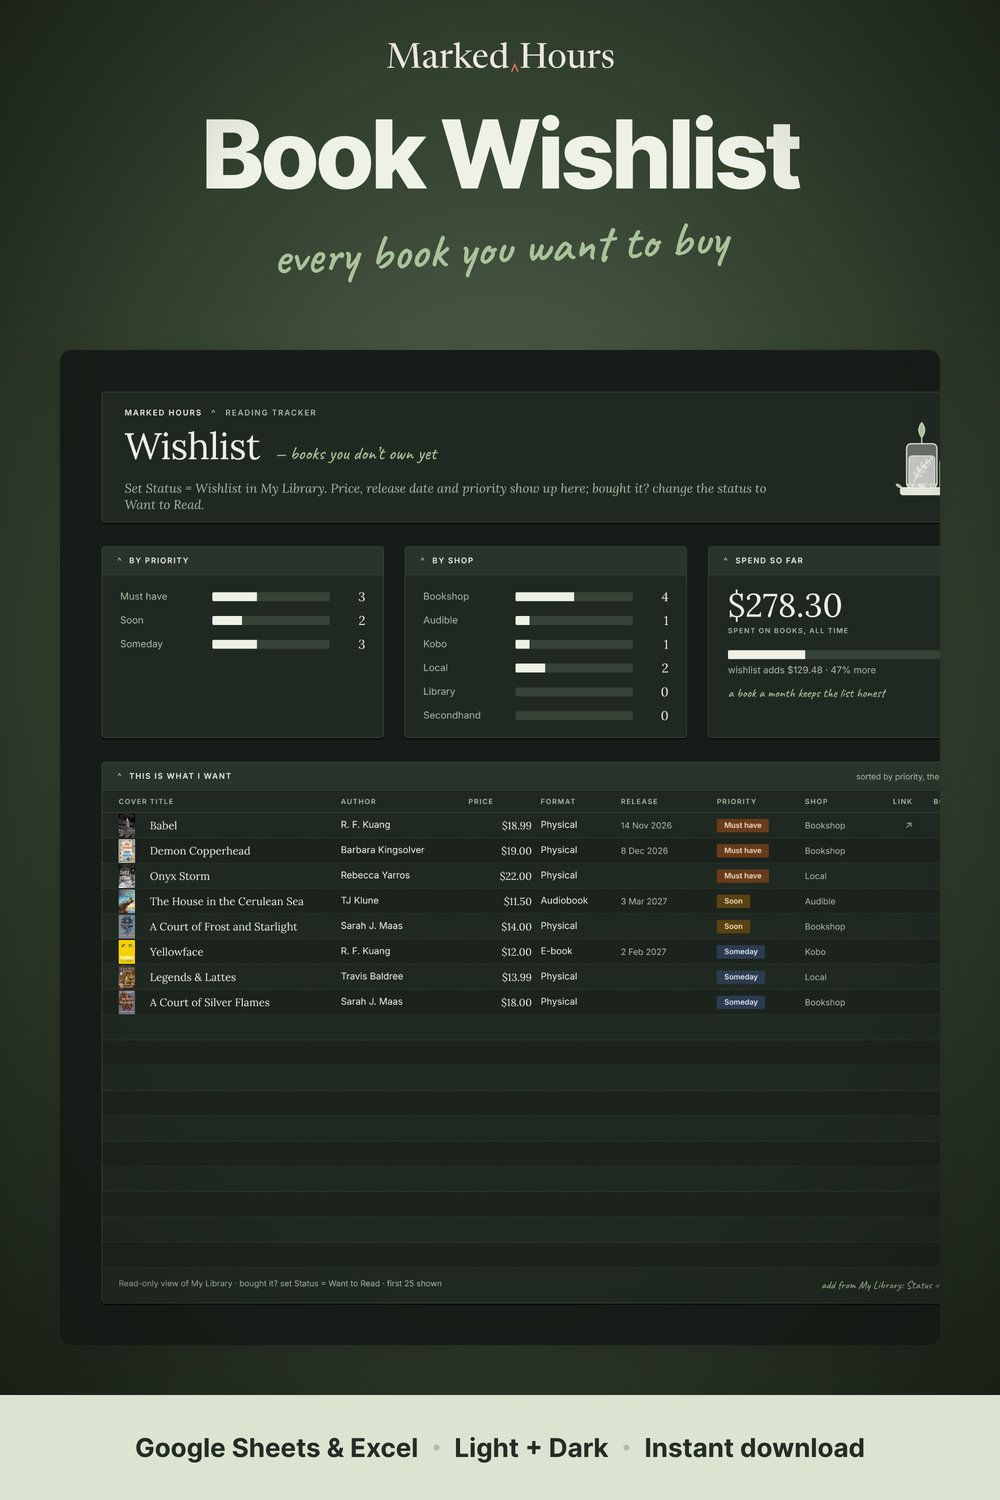 Marked^Hours
Book Wishlist
every book you want to buy
MARKED HOURS ^ READING TRACKER
Wishlist – books you don't own yet
Set Status = Wishlist in My Library. Price, release date and priority show up here; bought it? change the status to
Want to Read.
^ BY PRIORITY
Must have 3
Soon 2
Someday 3
^ BY SHOP
Bookshop 4
Audible 1
Kobo 1
Local 2
Library 0
Secondhand 0
^ SPEND SO FAR
$278.30
SPENT ON BOOKS, ALL TIME
wishlist adds $129.48 · 47% more
a book a month keeps the list honest
^ THIS IS WHAT I WANT sorted by priority, the
COVER TITLE AUTHOR PRICE FORMAT RELEASE PRIORITY SHOP LINK
Babel R. F. Kuang $18.99 Physical 14 Nov 2026 Must have Bookshop ↗
Demon Copperhead Barbara Kingsolver $19.00 Physical 8 Dec 2026 Must have Bookshop
Onyx Storm Rebecca Yarros $22.00 Physical Must have Local
The House in the Cerulean Sea TJ Klune $11.50 Audiobook 3 Mar 2027 Soon Audible
A Court of Frost and Starlight Sarah J. Maas $14.00 Physical Soon Bookshop
Yellowface R. F. Kuang $12.00 E-book 2 Feb 2027 Someday Kobo
Legends & Lattes Travis Baldree $13.99 Physical Someday Local
A Court of Silver Flames Sarah J. Maas $18.00 Physical Someday Bookshop
Read-only view of My Library · bought it? set Status = Want to Read · first 25 shown
add from My Library: Status =
Google Sheets & Excel • Light + Dark • Instant download